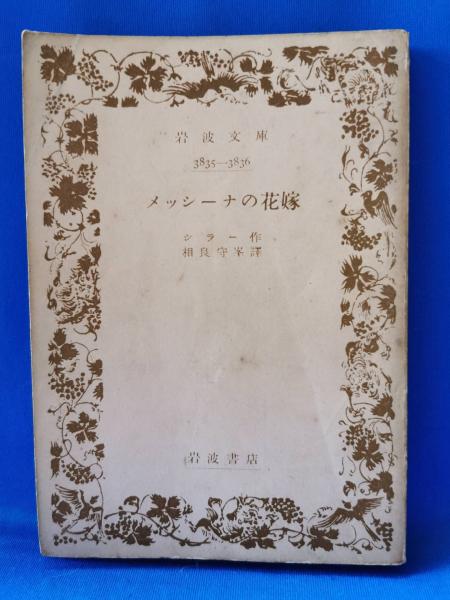 岩波文庫
3835—3836
メッシーナの花嫁
シラー作
相良守峯譯
岩波書店